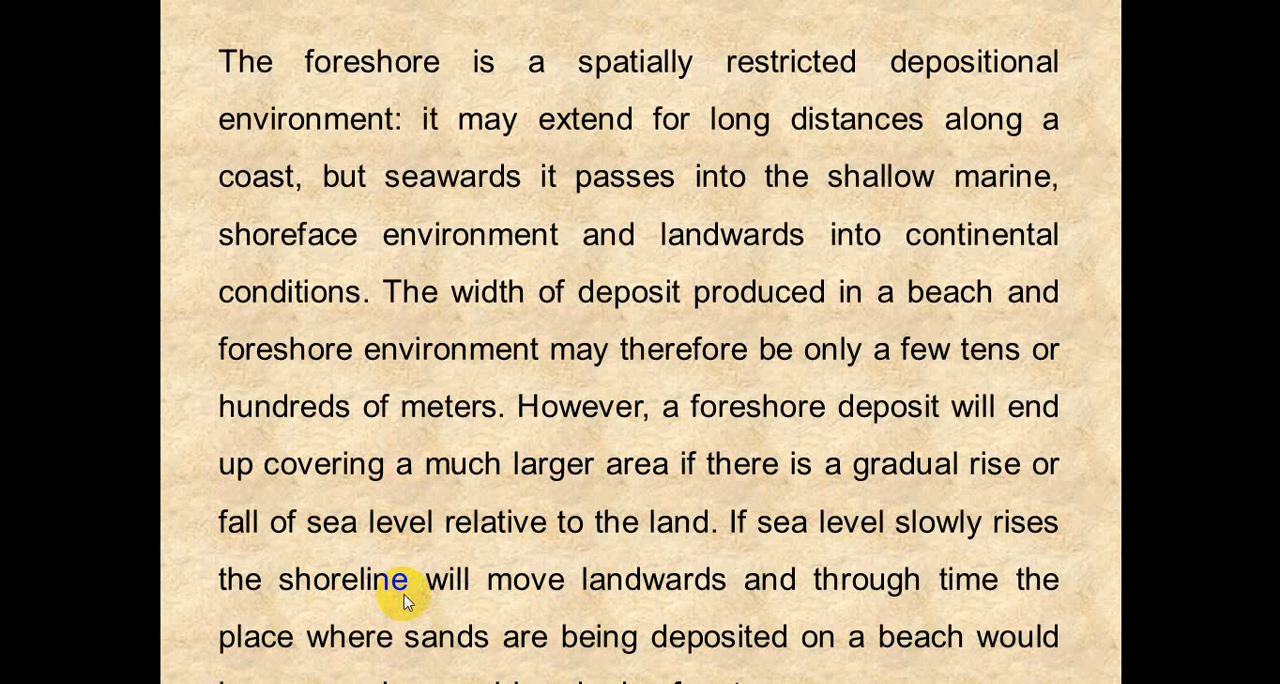 The foreshore is a spatially restricted depositional
environment: it may extend for long distances along a
coast, but seawards it passes into the shallow marine,
shoreface environment and landwards into continental
conditions. The width of deposit produced in a beach and
foreshore environment may therefore be only a few tens or
hundreds of meters. However, a foreshore deposit will end
up covering a much larger area if there is a gradual rise or
fall of sea level relative to the land. If sea level slowly rises
the shoreline will move landwards and through time the
place where sands are being deposited on a beach would